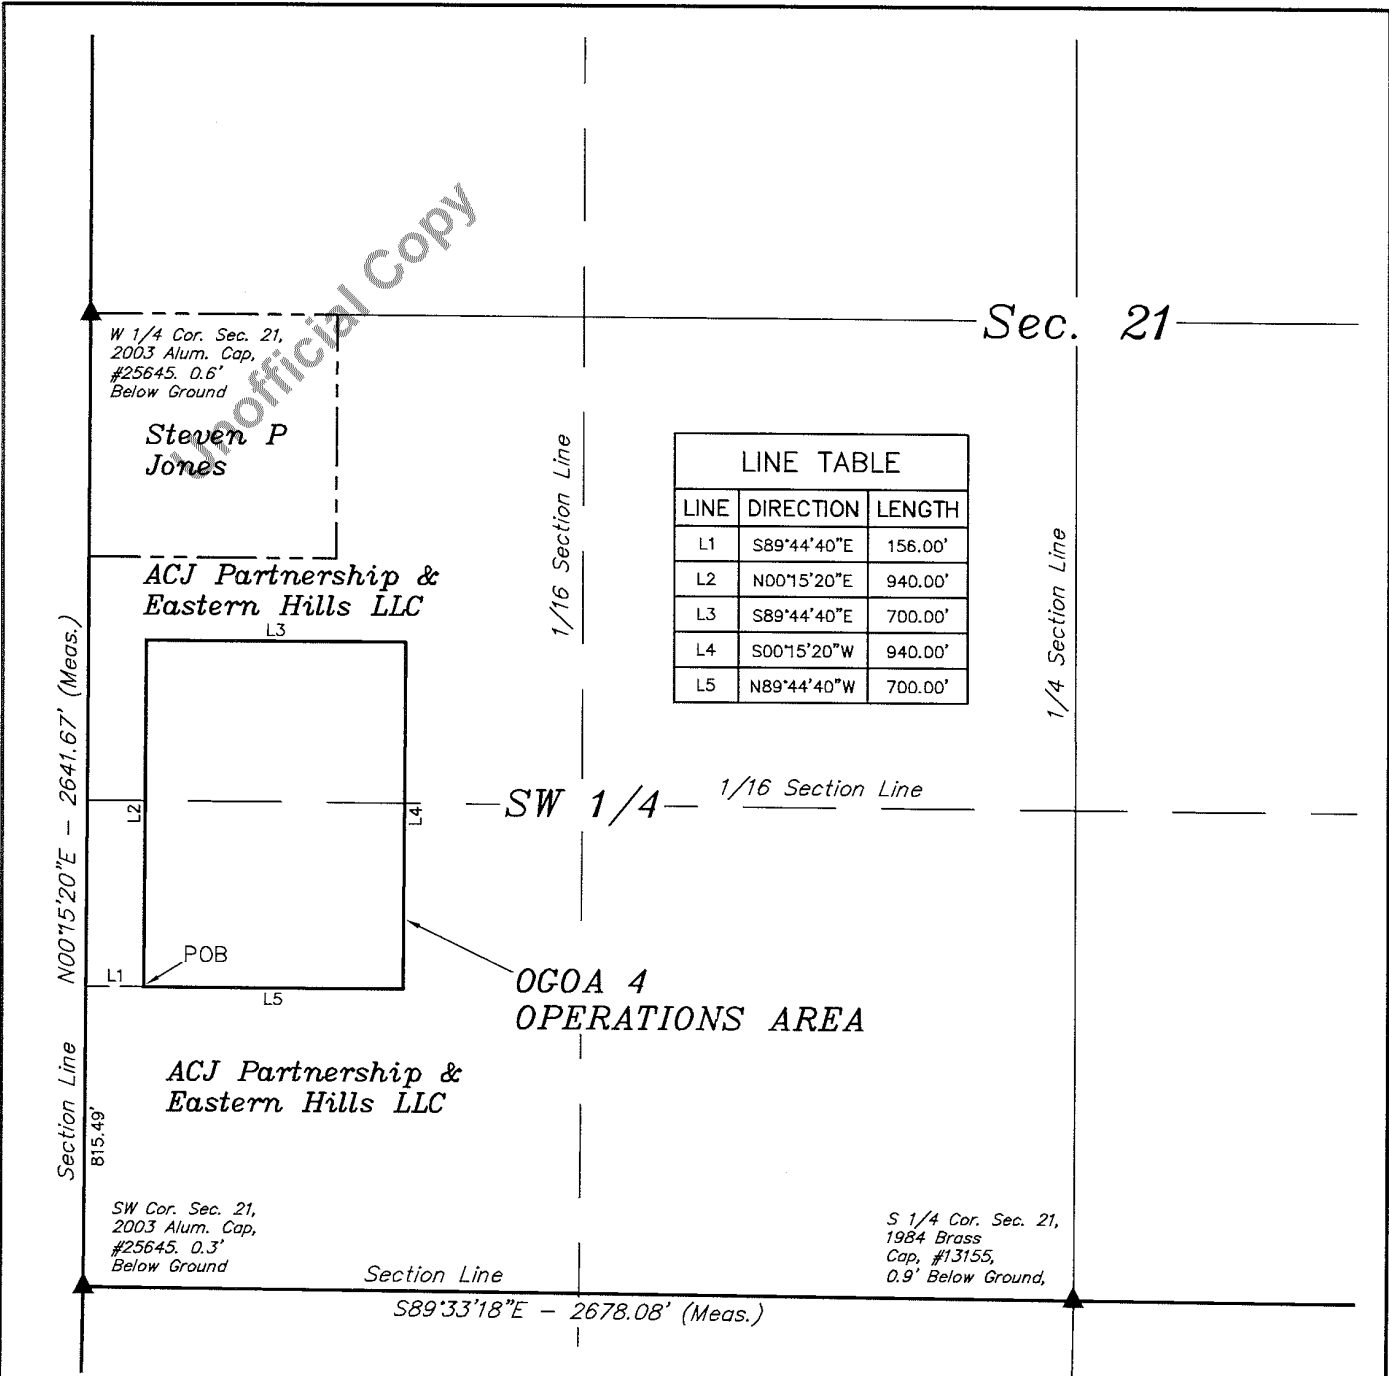 Unofficial Copy
Sec. 21
W 1/4 Cor. Sec. 21,
2003 Alum. Cap,
#25645. 0.6'
Below Ground
Steven P
Jones
1/16 Section Line
LINE TABLE
LINE DIRECTION LENGTH
L1 S89°44'40"E 156.00'
L2 N00°15'20"E 940.00'
L3 S89°44'40"E 700.00'
L4 S00°15'20"W 940.00'
L5 N89°44'40"W 700.00'
1/4 Section Line
ACJ Partnership &
Eastern Hills LLC
L3
N00°15'20"E - 2641.67' (Meas.)
L2
L4
SW 1/4
1/16 Section Line
POB
L1
L5
OGOA 4
OPERATIONS AREA
ACJ Partnership &
Eastern Hills LLC
Section Line
815.49'
SW Cor. Sec. 21,
2003 Alum. Cap,
#25645. 0.3'
Below Ground
S 1/4 Cor. Sec. 21,
1984 Brass
Cap, #13155,
0.9' Below Ground,
Section Line
S89°33'18"E - 2678.08' (Meas.)